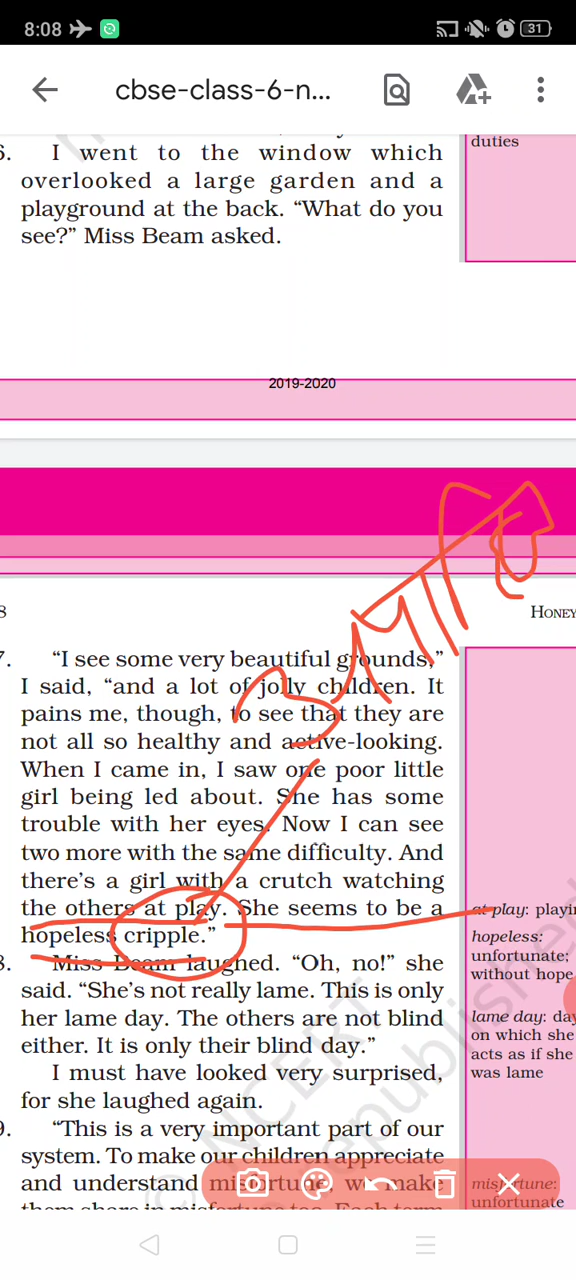 8:08
31
cbse-class-6-n...
6. I went to the window which
overlooked a large garden and a
playground at the back. “What do you
see?” Miss Beam asked.
duties
2019-2020
8
HONEY
7. “I see some very beautiful grounds,”
I said, “and a lot of jolly children. It
pains me, though, to see that they are
not all so healthy and active-looking.
When I came in, I saw one poor little
girl being led about. She has some
trouble with her eyes. Now I can see
two more with the same difficulty. And
there’s a girl with a crutch watching
the others at play. She seems to be a
hopeless cripple.”
at play: playin
hopeless:
unfortunate;
without hope
8. Miss Beam laughed. “Oh, no!” she
said. “She’s not really lame. This is only
her lame day. The others are not blind
either. It is only their blind day.”
I must have looked very surprised,
for she laughed again.
lame day: day
on which she
acts as if she
was lame
9. “This is a very important part of our
system. To make our children appreciate
and understand misfortune, we make
them share in misfortune too. Each term
misfortune:
unfortunate
© NCERT
republished